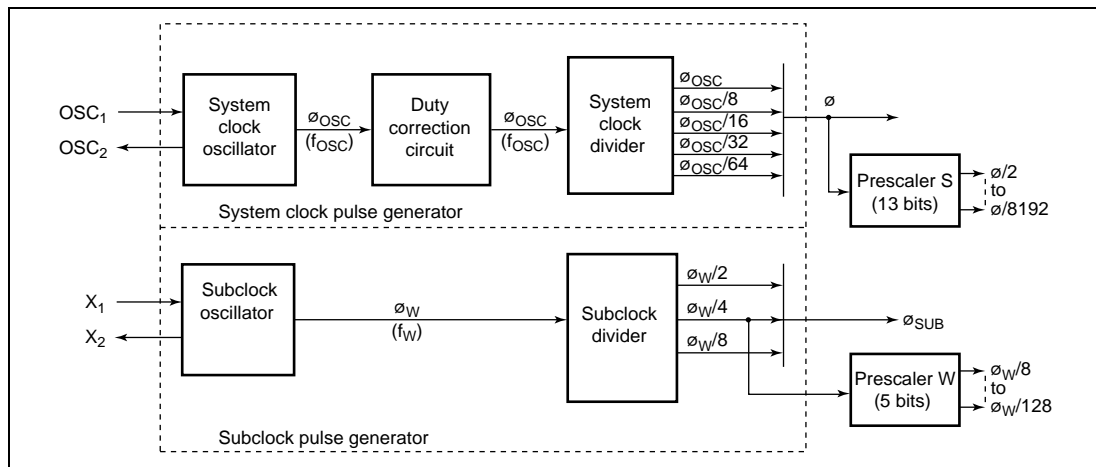 OSC1
OSC2
System
clock
oscillator
øOSC
(fOSC)
Duty
correction
circuit
øOSC
(fOSC)
System
clock
divider
øOSC
øOSC/8
øOSC/16
øOSC/32
øOSC/64
ø
Prescaler S
(13 bits)
ø/2
to
ø/8192
System clock pulse generator
X1
X2
Subclock
oscillator
øW
(fW)
Subclock
divider
øW/2
øW/4
øW/8
øSUB
Prescaler W
(5 bits)
øW/8
to
øW/128
Subclock pulse generator